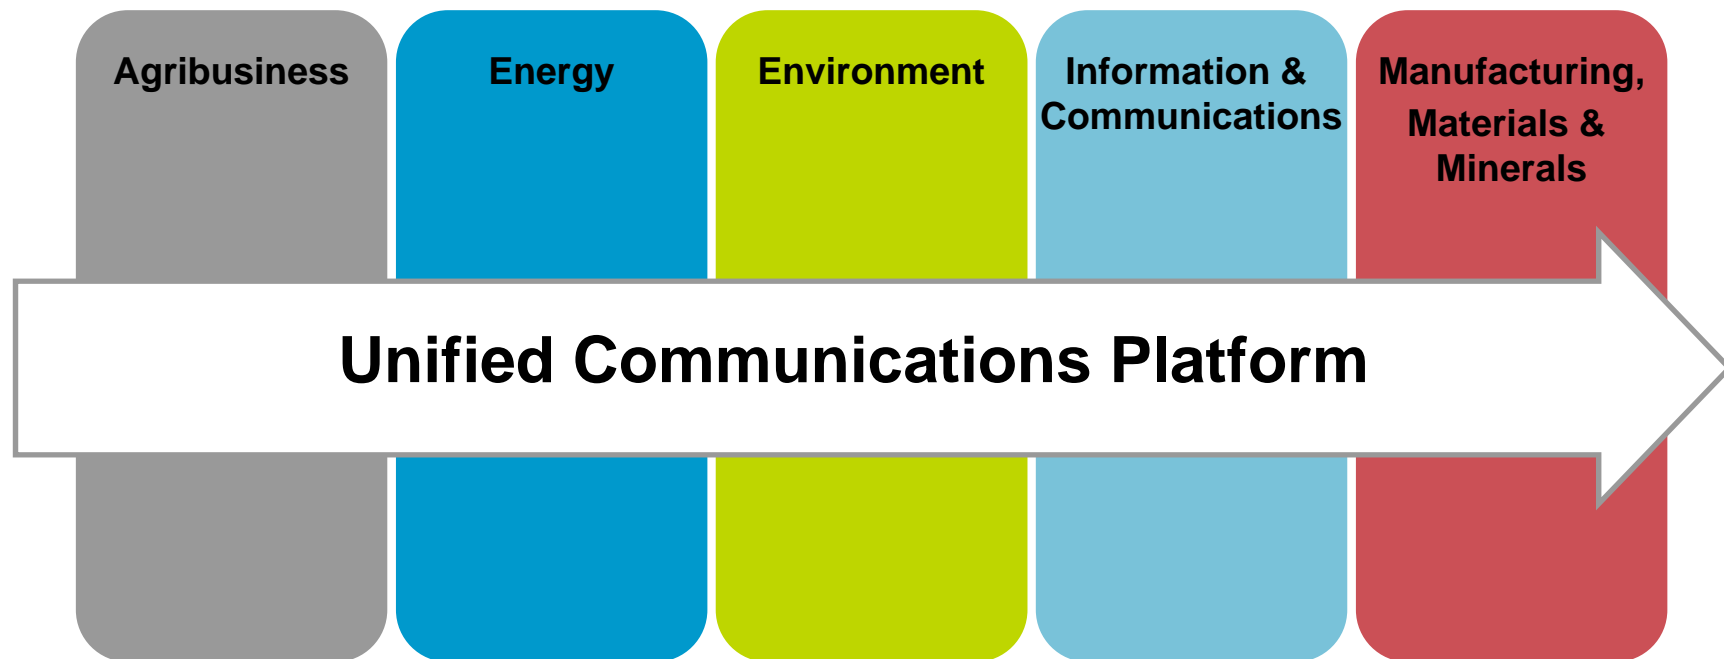 Agribusiness
Energy
Environment
Information &
Communications
Manufacturing,
Materials &
Minerals
Unified Communications Platform